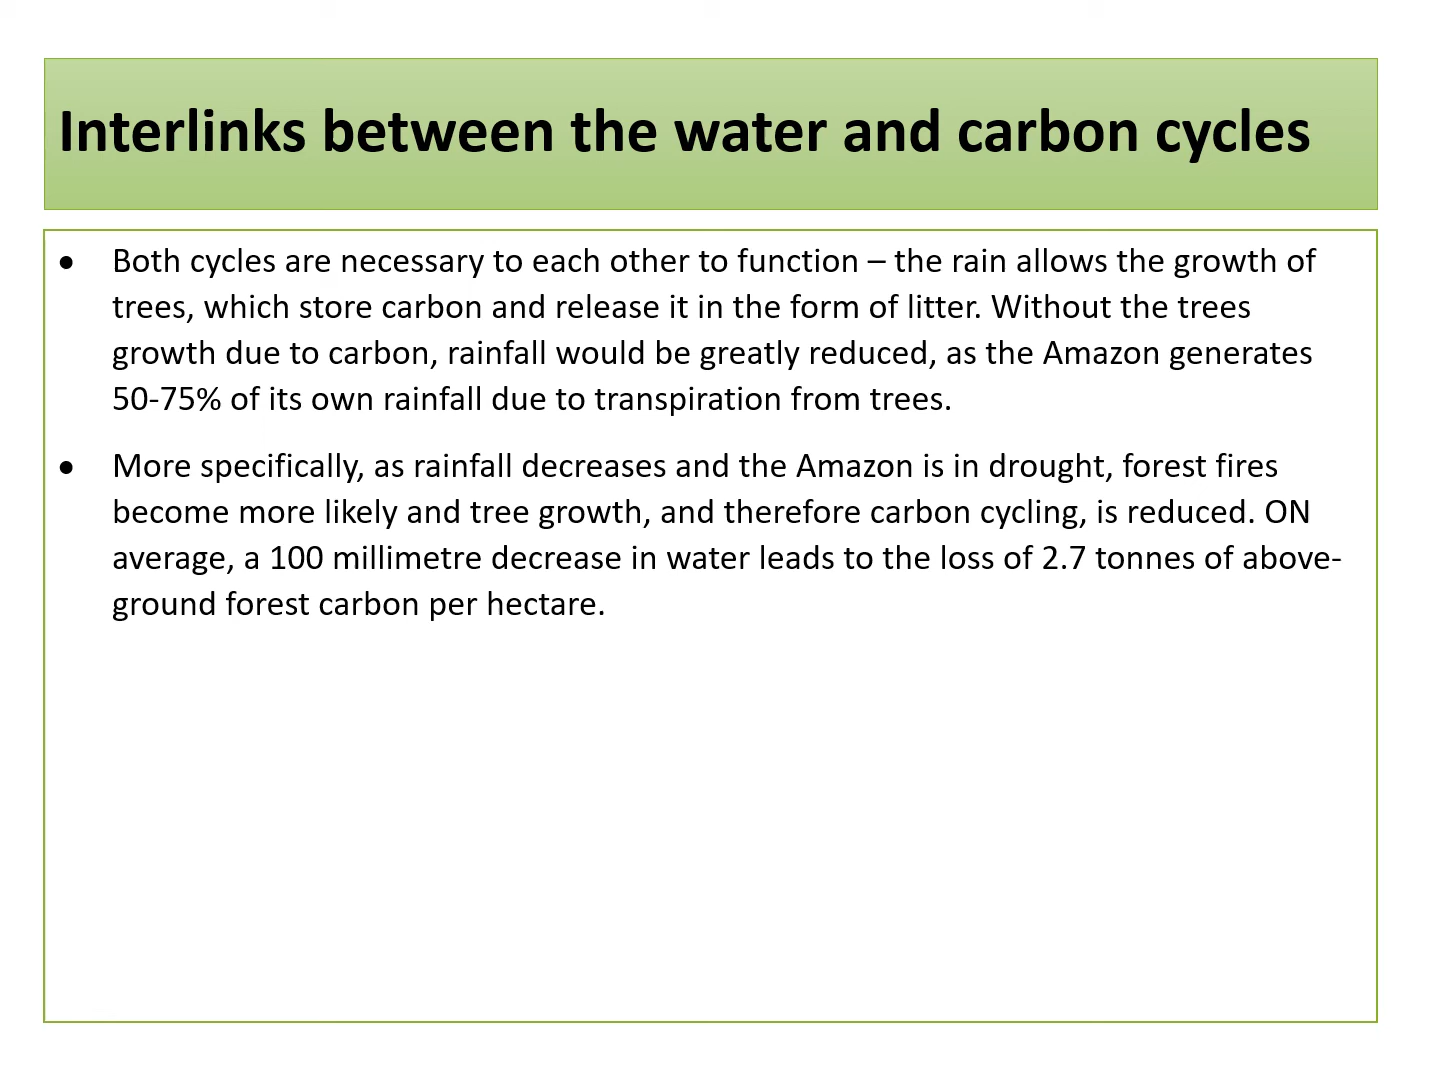 Interlinks between the water and carbon cycles
● Both cycles are necessary to each other to function – the rain allows the growth of
trees, which store carbon and release it in the form of litter. Without the trees
growth due to carbon, rainfall would be greatly reduced, as the Amazon generates
50-75% of its own rainfall due to transpiration from trees.
● More specifically, as rainfall decreases and the Amazon is in drought, forest fires
become more likely and tree growth, and therefore carbon cycling, is reduced. ON
average, a 100 millimetre decrease in water leads to the loss of 2.7 tonnes of above-
ground forest carbon per hectare.